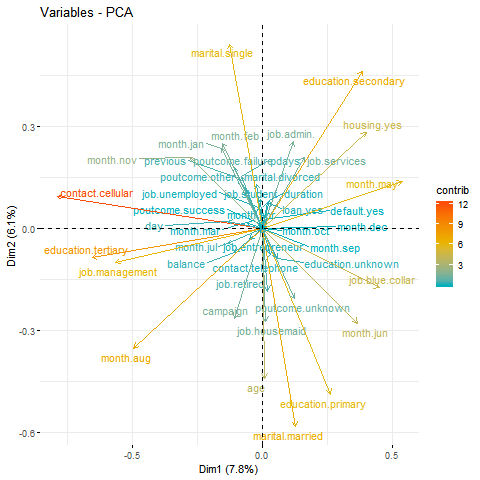 Variables - PCA
marital.single
education.secondary
month.feb
job.admin.
housing.yes
month.jan
month.nov
previous
poutcome.failure
pdays
job.services
poutcome.other
marital.divorced
month.may
contact.cellular
job.unemployed
job.student
duration
poutcome.success
loan.yes
default.yes
day
month.mar
month.oct
month.dec
education.tertiary
month.jul
job.entrepreneur
month.sep
job.management
balance
contact.telephone
education.unknown
job.retired
job.blue.collar
campaign
poutcome.unknown
job.housemaid
month.jun
month.aug
age
education.primary
marital.married
0.3
0.0
-0.3
-0.6
Dim2 (6.1%)
-0.5
0.0
0.5
Dim1 (7.8%)
contrib
12
9
6
3